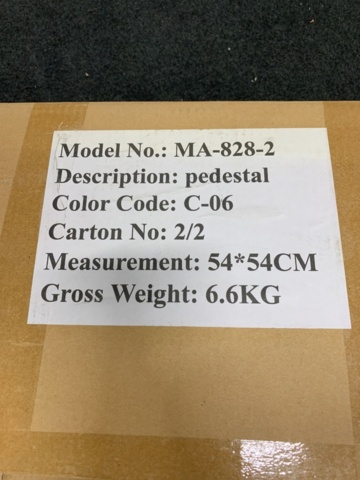 Model No.: MA-828-2
Description: pedestal
Color Code: C-06
Carton No: 2/2
Measurement: 54*54CM
Gross Weight: 6.6KG